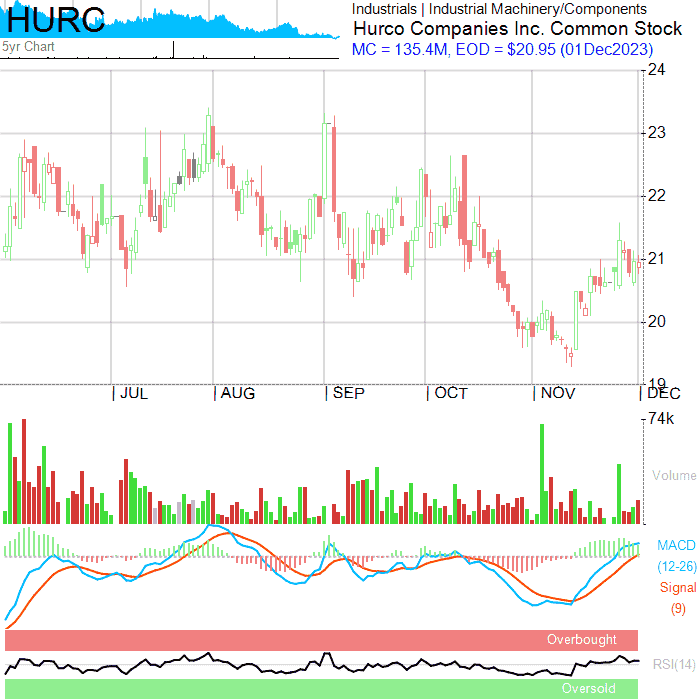 HURC
5yr Chart
Industrials | Industrial Machinery/Components
Hurco Companies Inc. Common Stock
MC = 135.4M, EOD = $20.95 (01Dec2023)
24
23
22
21
20
19
| JUL | AUG | SEP | OCT | NOV | DEC
74k
Volume
MACD
(12-26)
Signal
(9)
Overbought
RSI(14)
Oversold